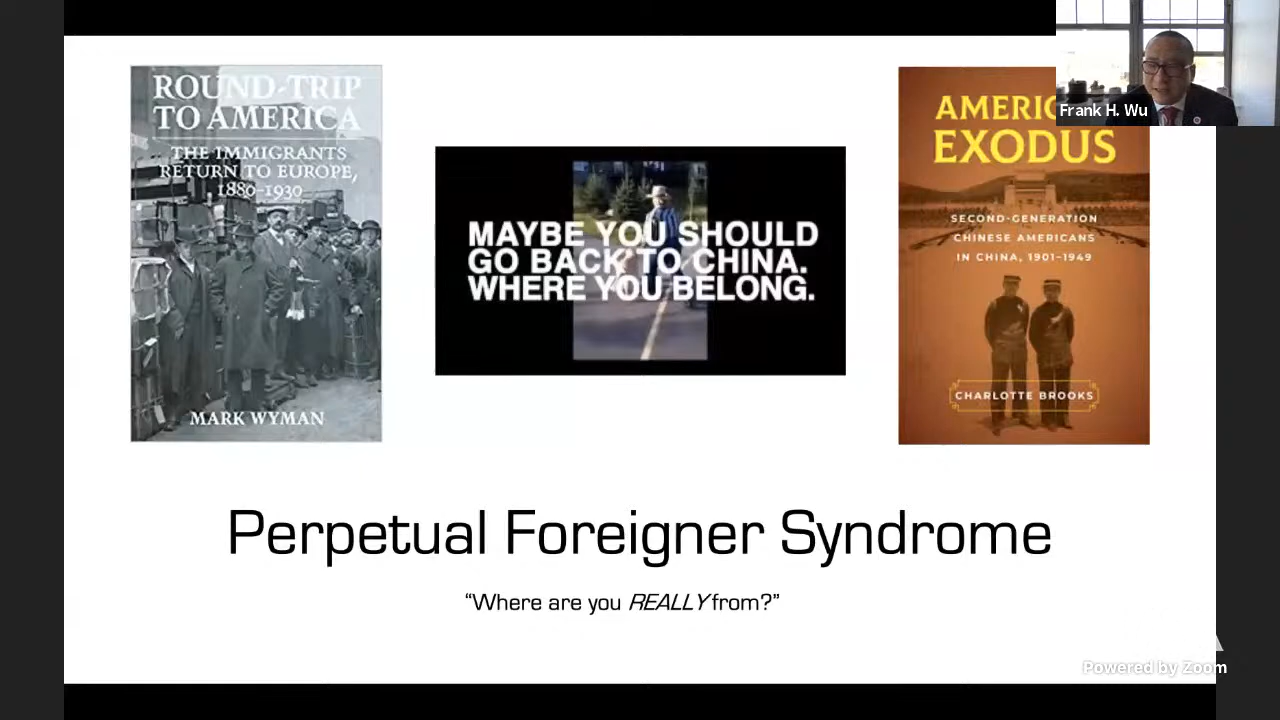 ROUND-TRIP
TO AMERICA
THE IMMIGRANTS
RETURN TO EUROPE,
1880-1930
MARK WYMAN
MAYBE YOU SHOULD
GO BACK TO CHINA.
WHERE YOU BELONG.
Frank H. Wu
EXODUS
SECOND-GENERATION
CHINESE AMERICANS
IN CHINA, 1901–1949
CHARLOTTE BROOKS
Perpetual Foreigner Syndrome
“Where are you REALLY from?”
Powered by Zoom